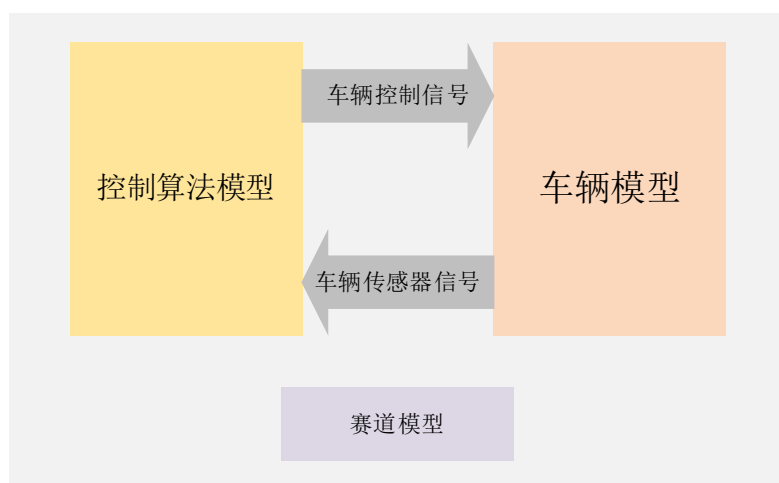 车辆控制信号
控制算法模型
车辆模型
车辆传感器信号
赛道模型